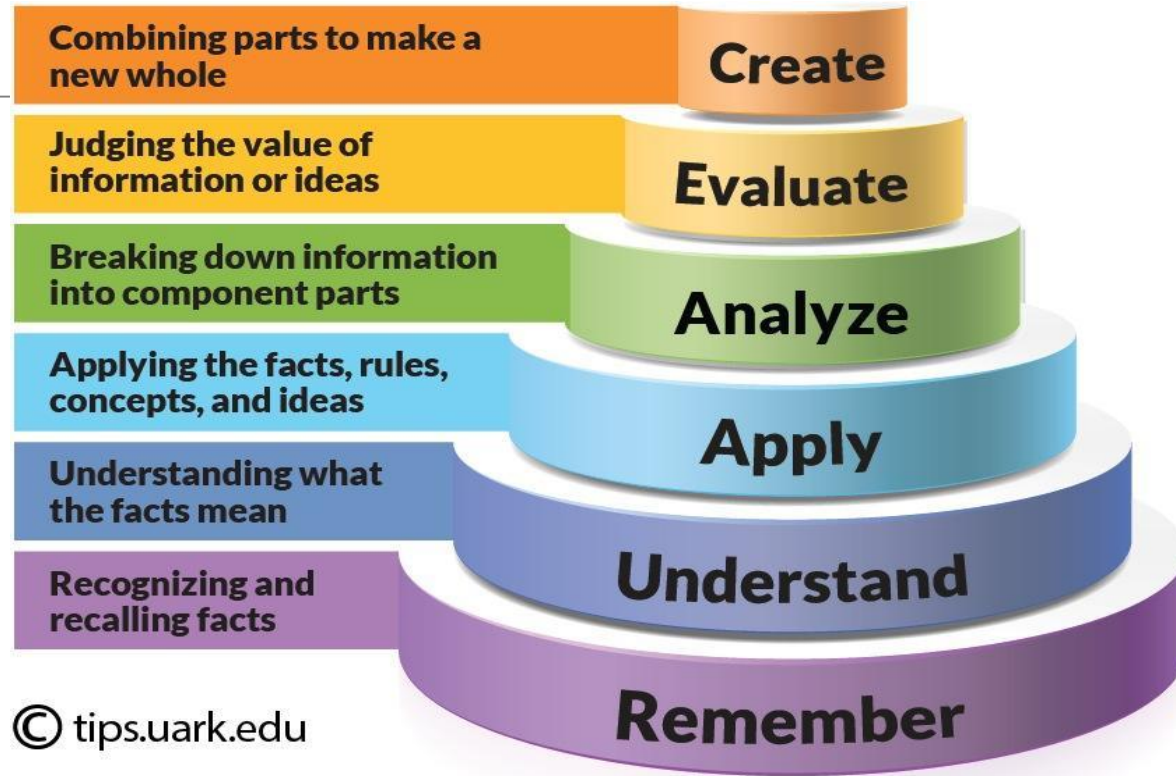 Combining parts to make a
new whole
Create
Judging the value of
information or ideas
Evaluate
Breaking down information
into component parts
Analyze
Applying the facts, rules,
concepts, and ideas
Apply
Understanding what
the facts mean
Understand
Recognizing and
recalling facts
Remember
© tips.uark.edu